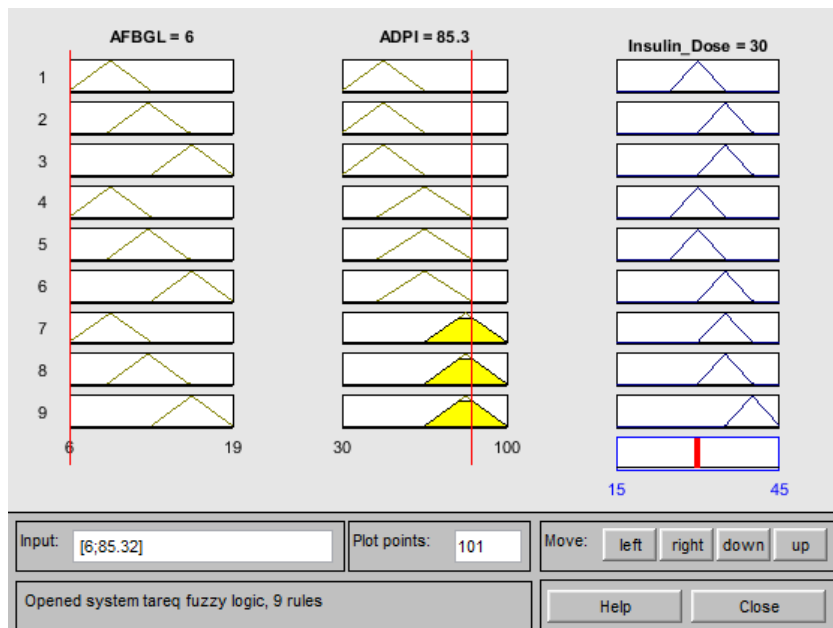 AFBGL = 6
ADPI = 85.3
Insulin_Dose = 30
1
2
3
4
5
6
7
8
9
6
19
30
100
15
45
Input:
[6;85.32]
Plot points:
101
Move:
left
right
down
up
Opened system tareq fuzzy logic, 9 rules
Help
Close